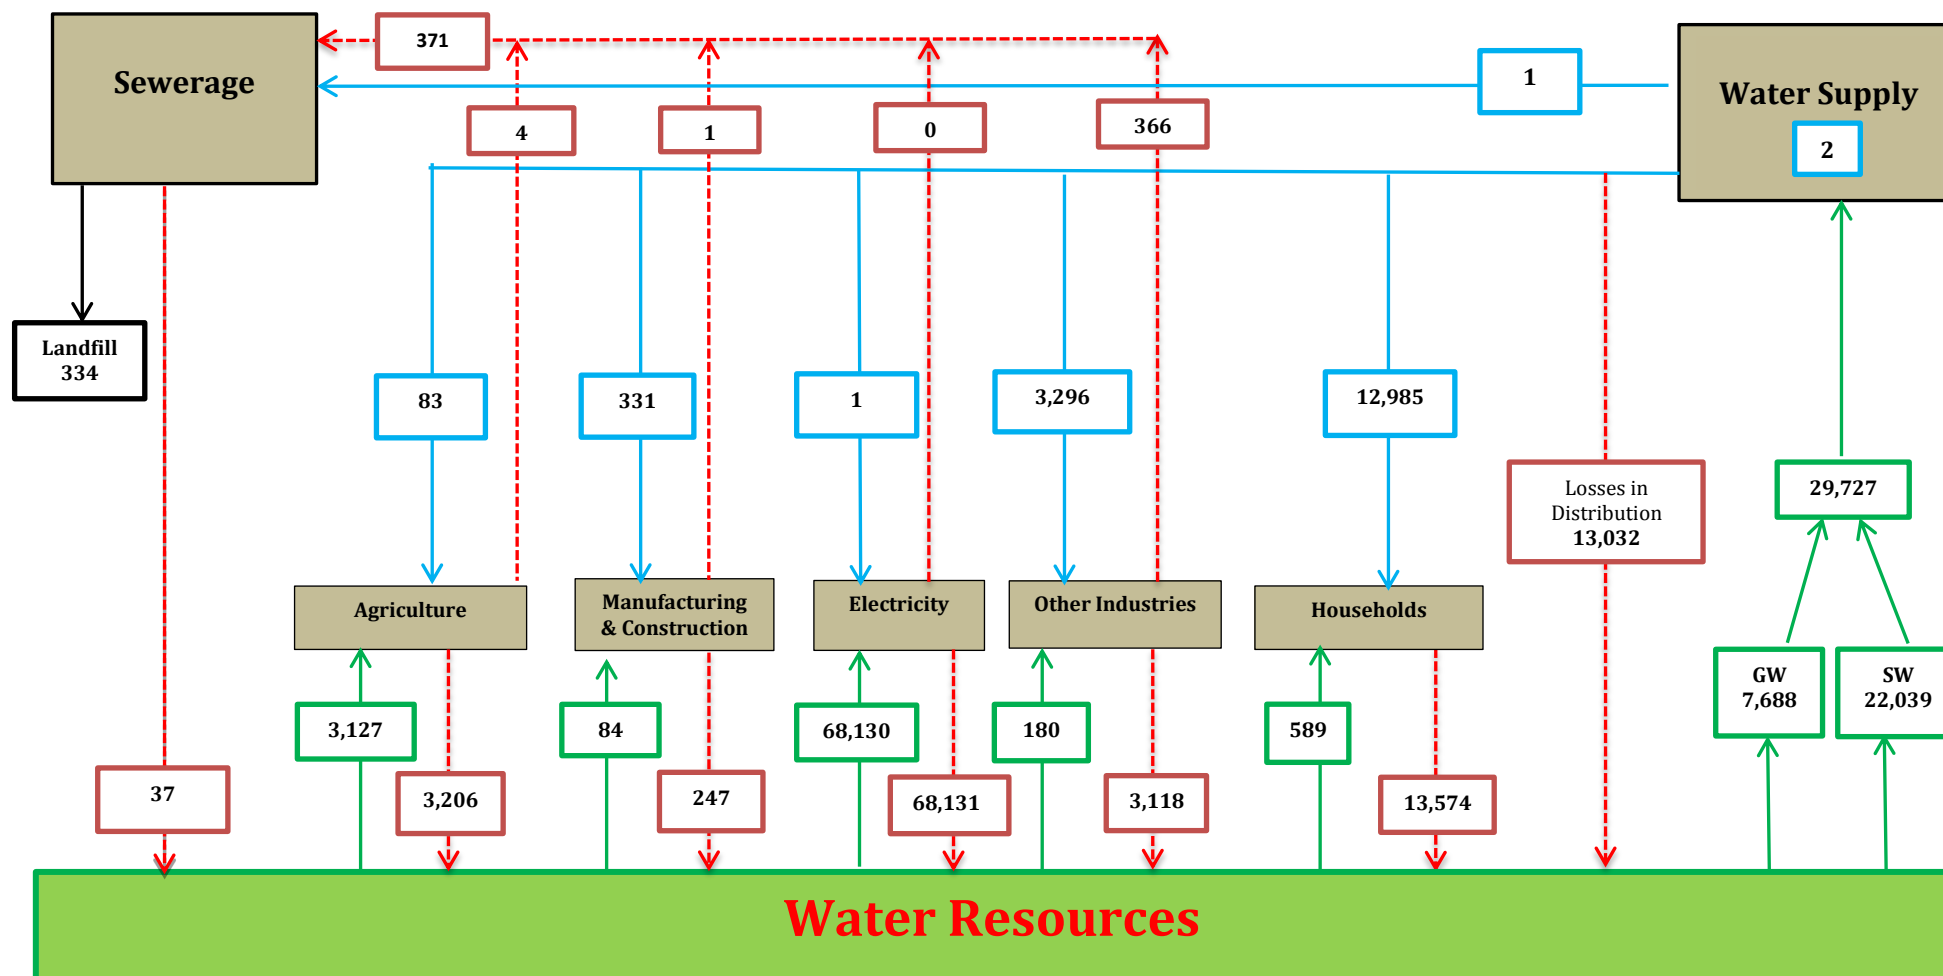 371
1
Sewerage
Water Supply
4
1
0
366
2
Landfill
334
83
331
1
3,296
12,985
Losses in
Distribution
13,032
29,727
Agriculture
Manufacturing
& Construction
Electricity
Other Industries
Households
GW
7,688
SW
22,039
3,127
84
68,130
180
589
37
3,206
247
68,131
3,118
13,574
Water Resources